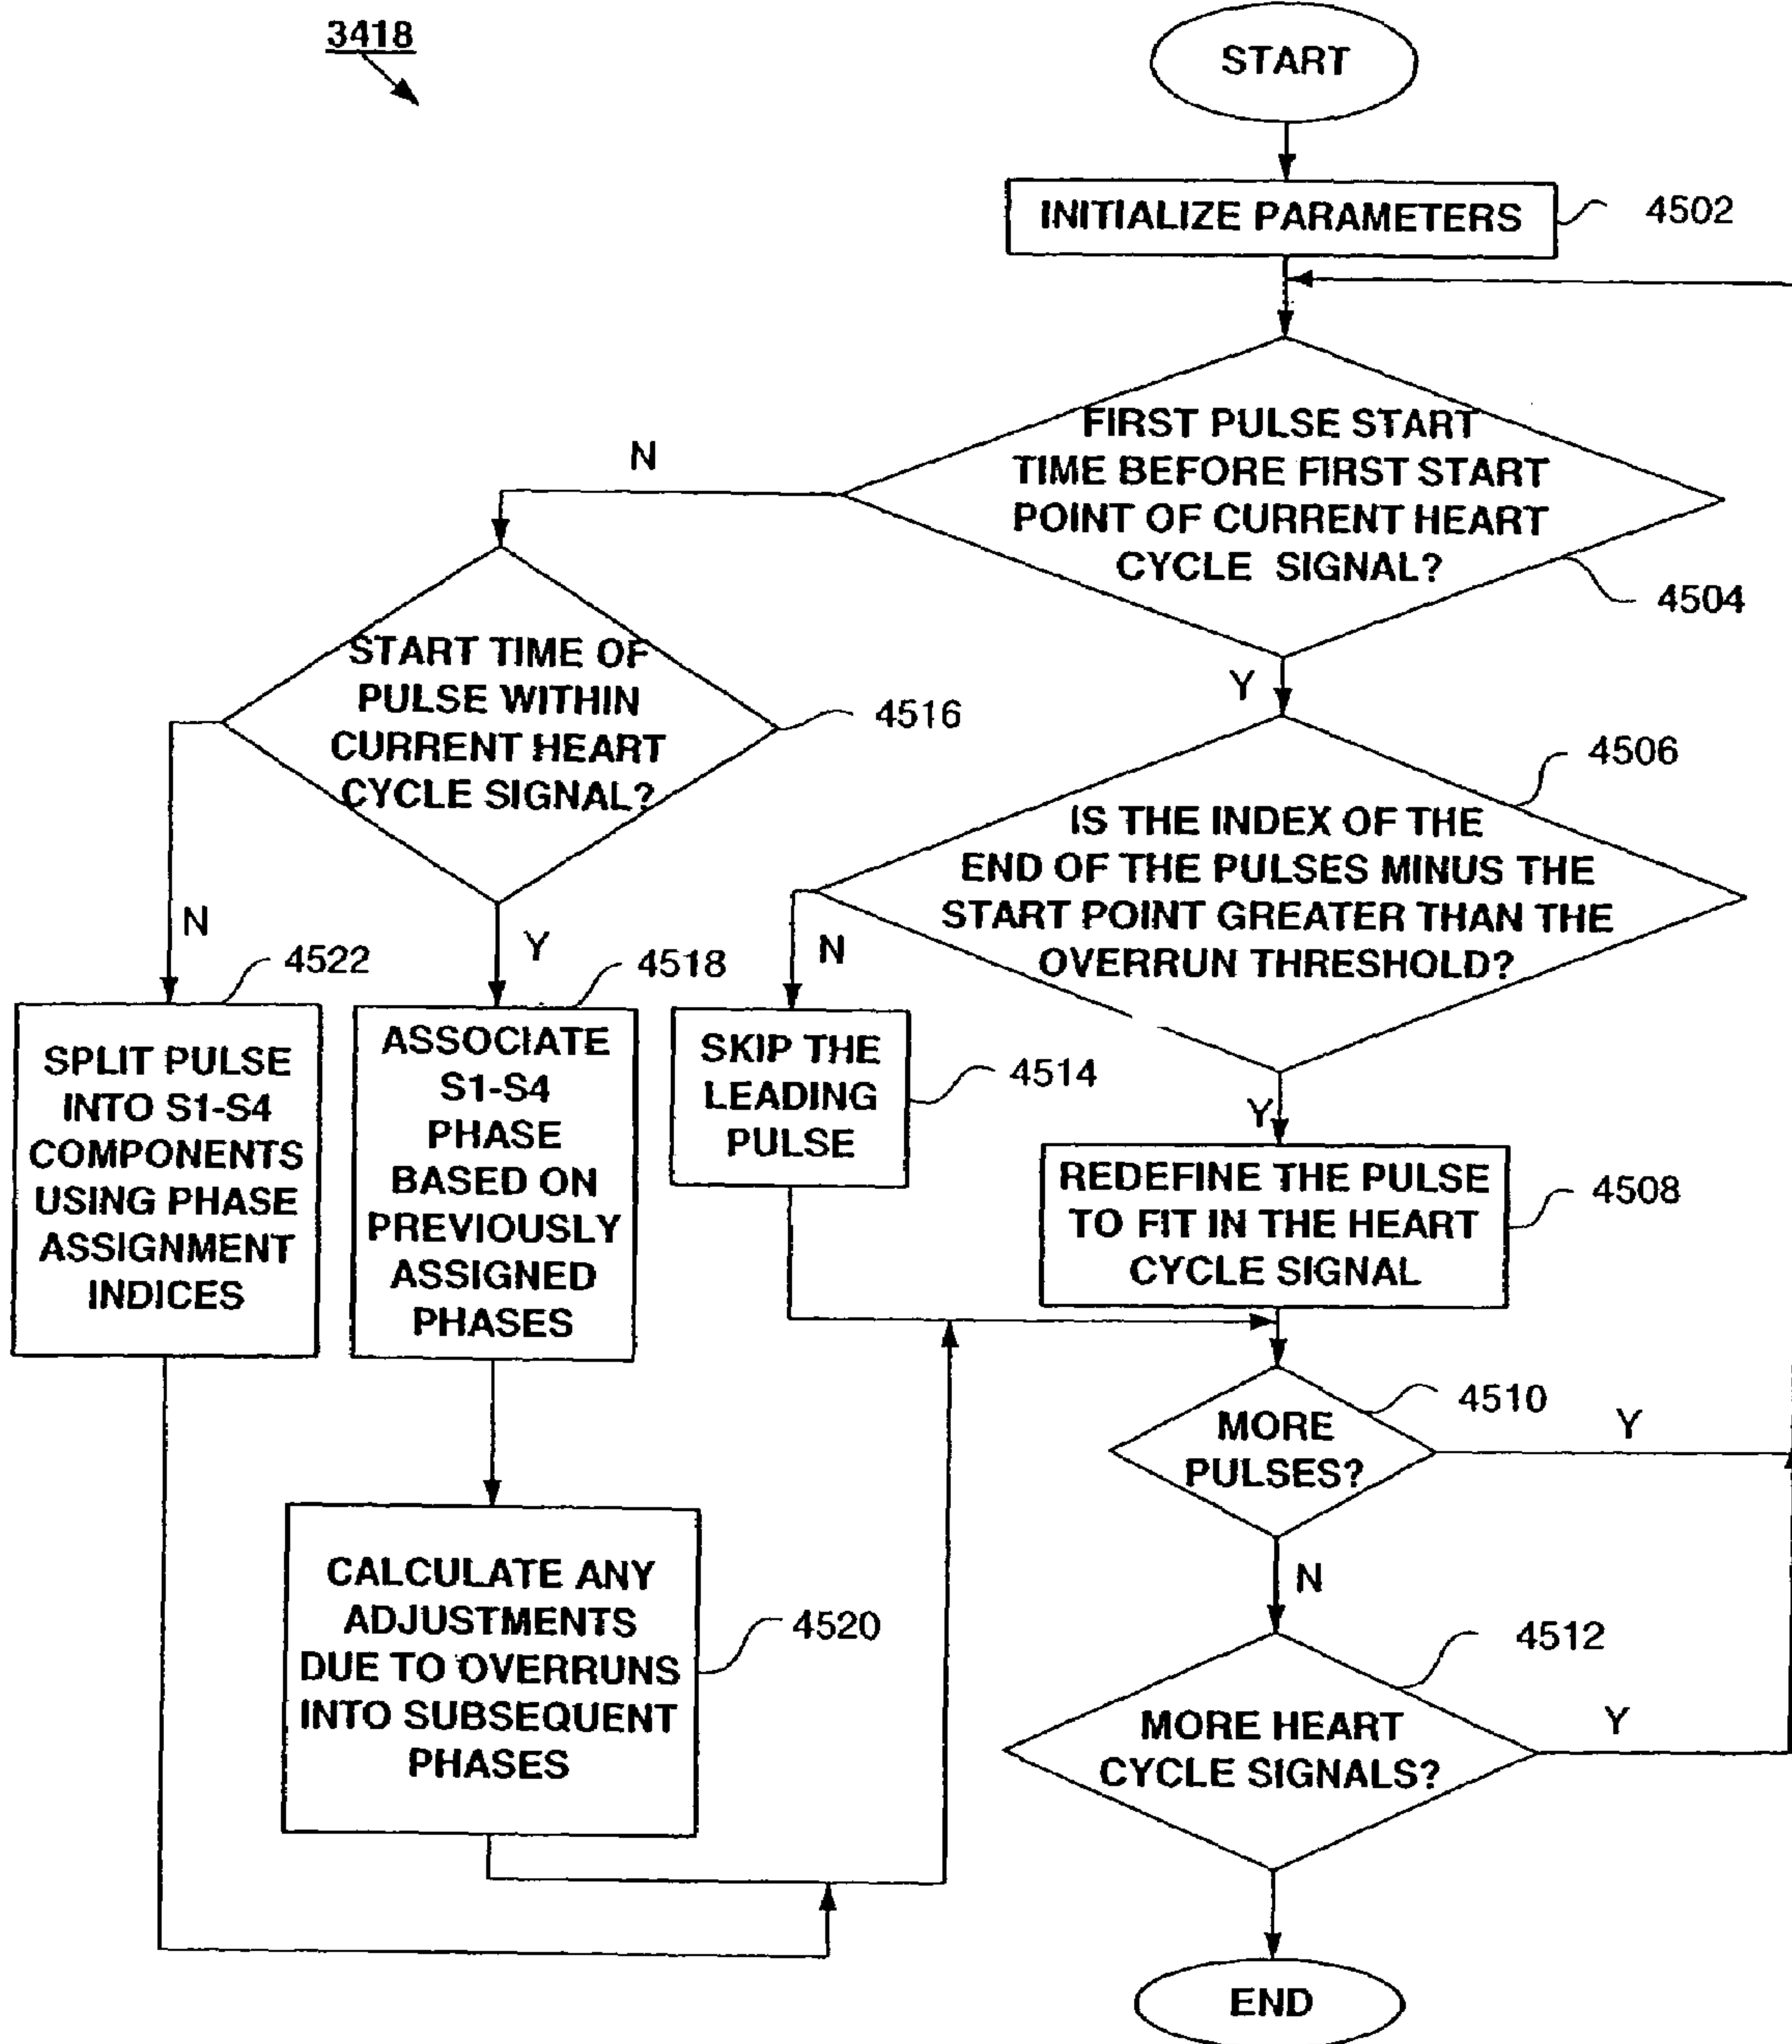 3418
START
INITIALIZE PARAMETERS
4502
FIRST PULSE START
TIME BEFORE FIRST START
POINT OF CURRENT HEART
CYCLE SIGNAL?
4504
N
Y
START TIME OF
PULSE WITHIN
CURRENT HEART
CYCLE SIGNAL?
4516
N
Y
4506
IS THE INDEX OF THE
END OF THE PULSES MINUS THE
START POINT GREATER THAN THE
OVERRUN THRESHOLD?
N
Y
4522
SPLIT PULSE
INTO S1-S4
COMPONENTS
USING PHASE
ASSIGNMENT
INDICES
4518
ASSOCIATE
S1-S4
PHASE
BASED ON
PREVIOUSLY
ASSIGNED
PHASES
SKIP THE
LEADING
PULSE
4514
REDEFINE THE PULSE
TO FIT IN THE HEART
CYCLE SIGNAL
4508
MORE
PULSES?
4510
Y
N
CALCULATE ANY
ADJUSTMENTS
DUE TO OVERRUNS
INTO SUBSEQUENT
PHASES
4520
4512
MORE HEART
CYCLE SIGNALS?
Y
END